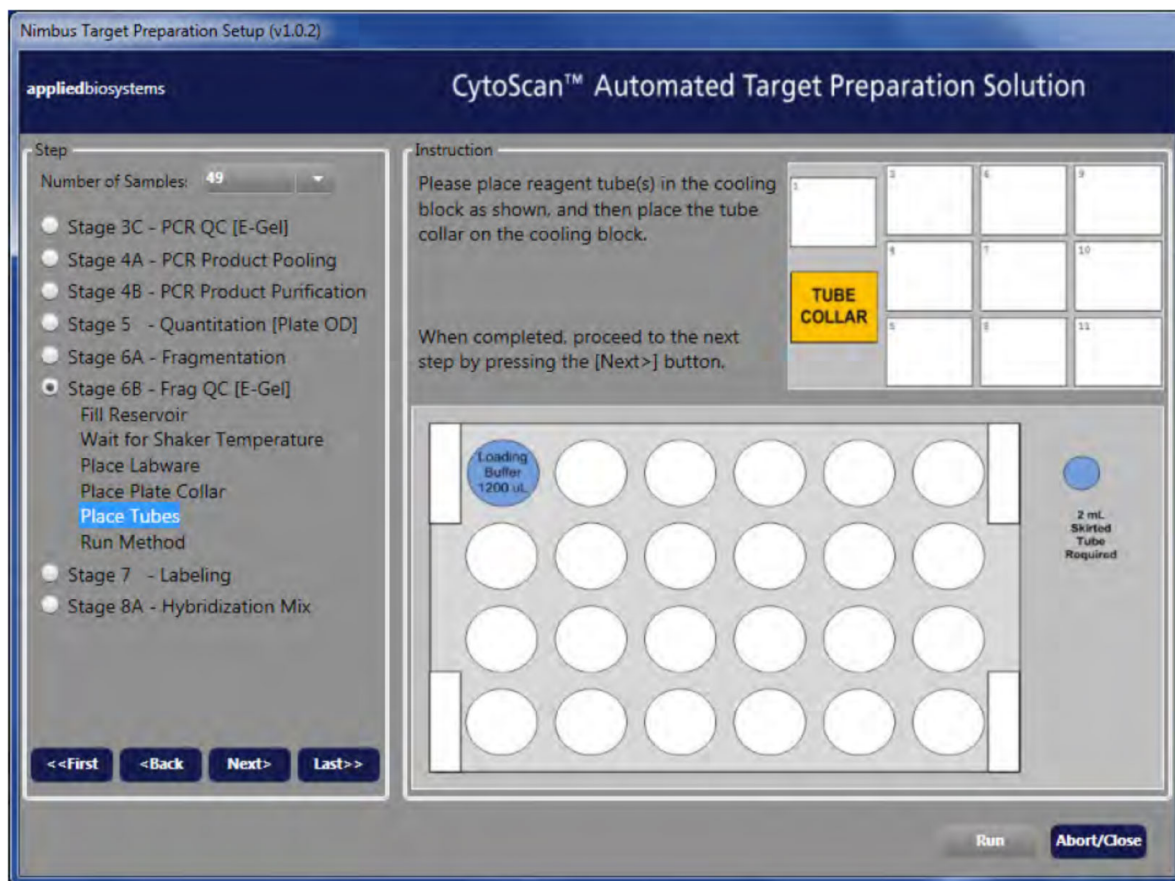 Nimbus Target Preparation Setup (v1.0.2)
appliedbiosystems
CytoScan™ Automated Target Preparation Solution
Step
Number of Samples: 49
Stage 3C - PCR QC [E-Gel]
Stage 4A - PCR Product Pooling
Stage 4B - PCR Product Purification
Stage 5 - Quantitation [Plate OD]
Stage 6A - Fragmentation
Stage 6B - Frag QC [E-Gel]
Fill Reservoir
Wait for Shaker Temperature
Place Labware
Place Plate Collar
Place Tubes
Run Method
Stage 7 - Labeling
Stage 8A - Hybridization Mix
<<First
<Back
Next>
Last>>
Instruction
Please place reagent tube(s) in the cooling
block as shown, and then place the tube
collar on the cooling block.
When completed, proceed to the next
step by pressing the [Next>] button.
1
3
6
9
TUBE
COLLAR
7
10
8
11
Loading
Buffer
1200 uL
2 mL
Skirted
Tube
Required
Run
Abort/Close